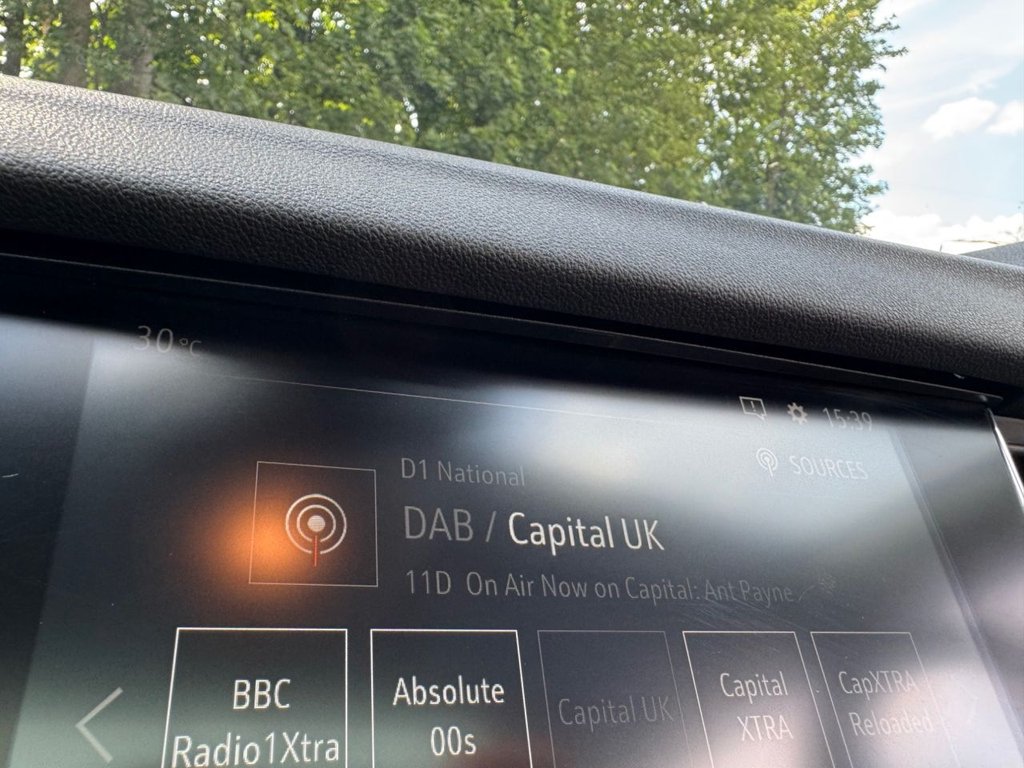 30°C
15:39
SOURCES
D1 National
DAB / Capital UK
11D On Air Now on Capital: Ant Payne
BBC
Radio1Xtra
Absolute
00s
Capital UK
Capital
XTRA
CapXTRA
Reloaded